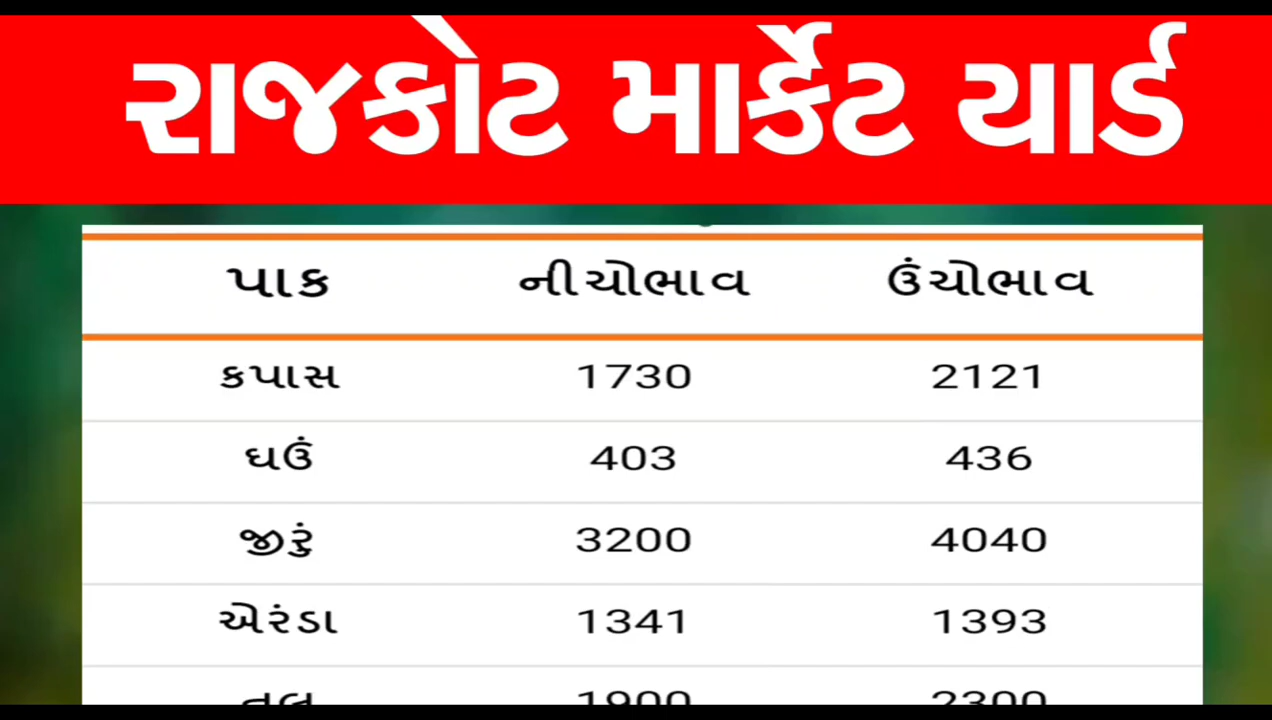 રાજકોટ માર્કેટ યાર્ડ
પાક નીચોભાવ ઉંચોભાવ
કપાસ 1730 2121
ઘઉં 403 436
જીરું 3200 4040
એરંડા 1341 1393
તલ 1900 2300